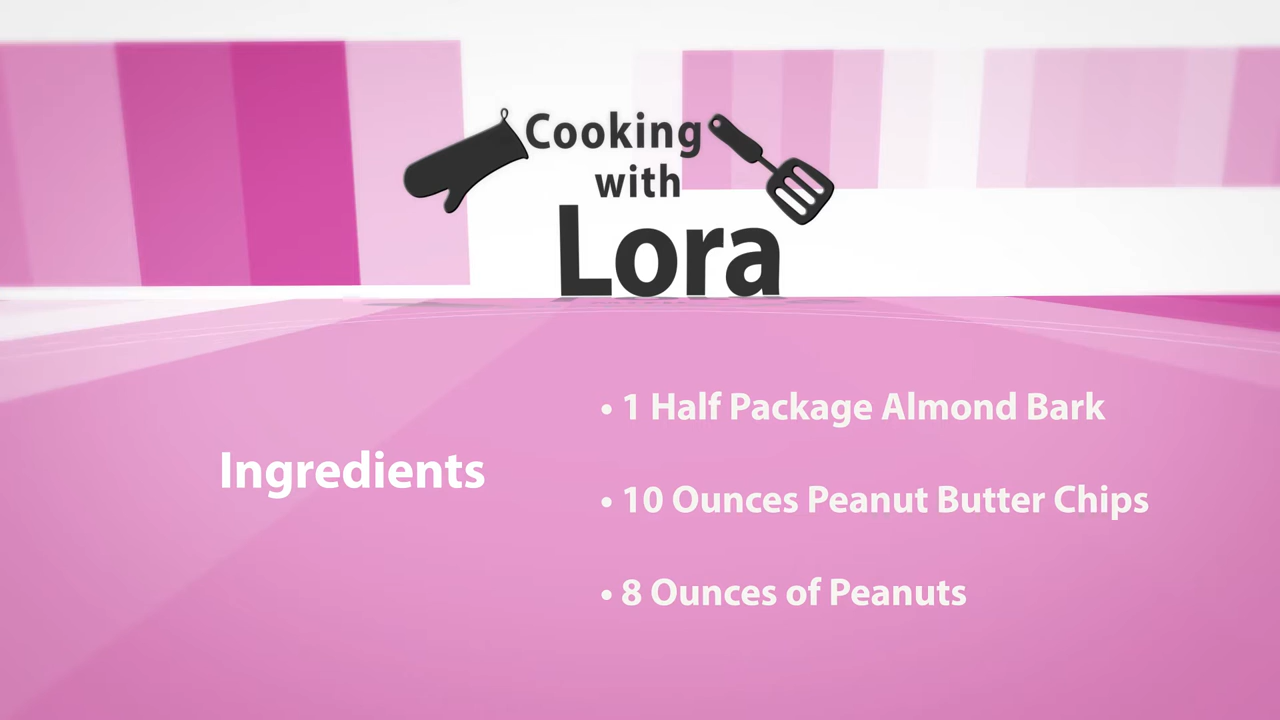 Cooking
with
Lora
Ingredients
• 1 Half Package Almond Bark
• 10 Ounces Peanut Butter Chips
• 8 Ounces of Peanuts